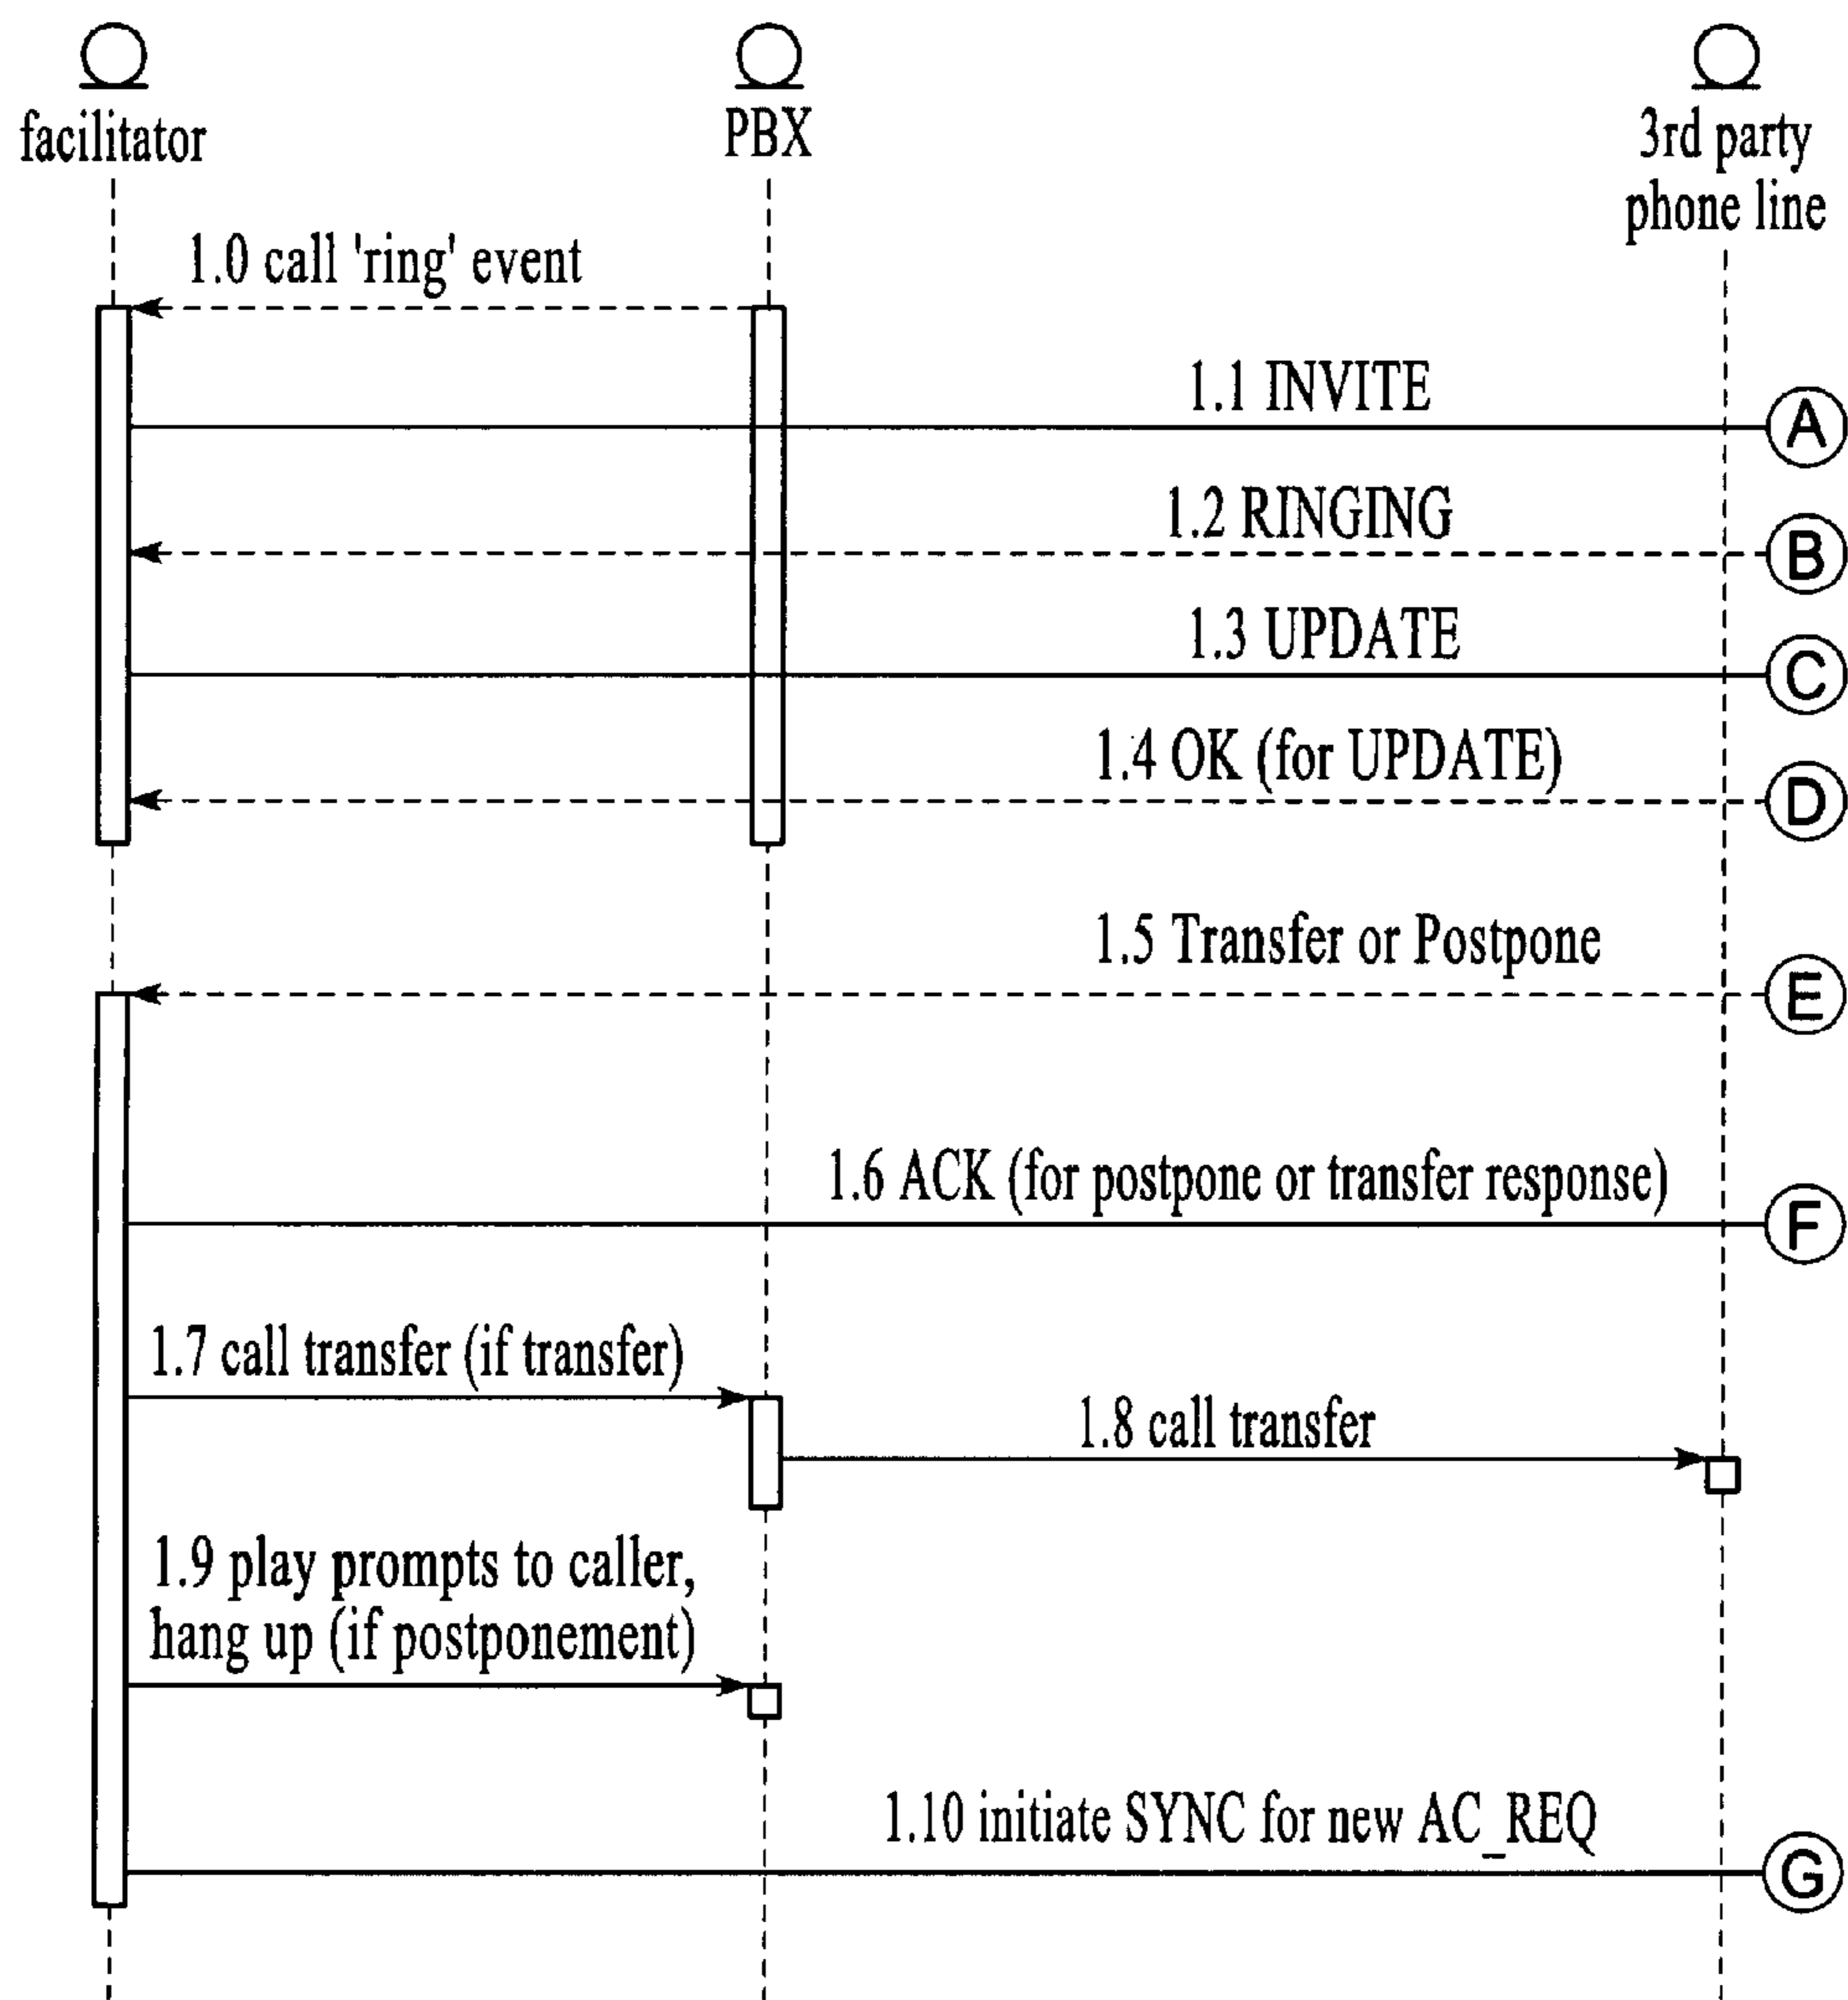 facilitator
PBX
3rd party
phone line
1.0 call 'ring' event
1.1 INVITE
A
1.2 RINGING
B
1.3 UPDATE
C
1.4 OK (for UPDATE)
D
1.5 Transfer or Postpone
E
1.6 ACK (for postpone or transfer response)
F
1.7 call transfer (if transfer)
1.8 call transfer
1.9 play prompts to caller,
hang up (if postponement)
1.10 initiate SYNC for new AC_REQ
G